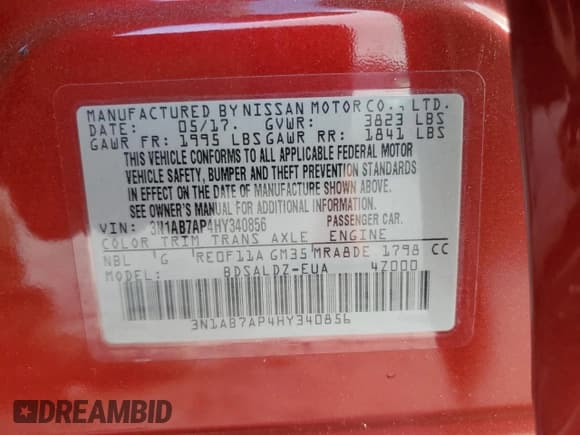 MANUFACTURED BY NISSAN MOTOR CO., LTD.
DATE: 05/17. GVWR: 3823 LBS
GAWR FR: 1995 LBS GAWR RR: 1841 LBS
THIS VEHICLE CONFORMS TO ALL APPLICABLE FEDERAL MOTOR
VEHICLE SAFETY, BUMPER, AND THEFT PREVENTION STANDARDS
IN EFFECT ON THE DATE OF MANUFACTURE SHOWN ABOVE.
SEE OWNER'S MANUAL FOR ADDITIONAL INFORMATION.
VIN: 3N1AB7AP4HY340856 PASSENGER CAR.
COLOR TRIM TRANS AXLE ENGINE
NBL G RE0F11A GM35 MRA8DE 1798 CC
BDSALDZ-EUA 4Z000
3N1AB7AP4HY340856
DREAMBID